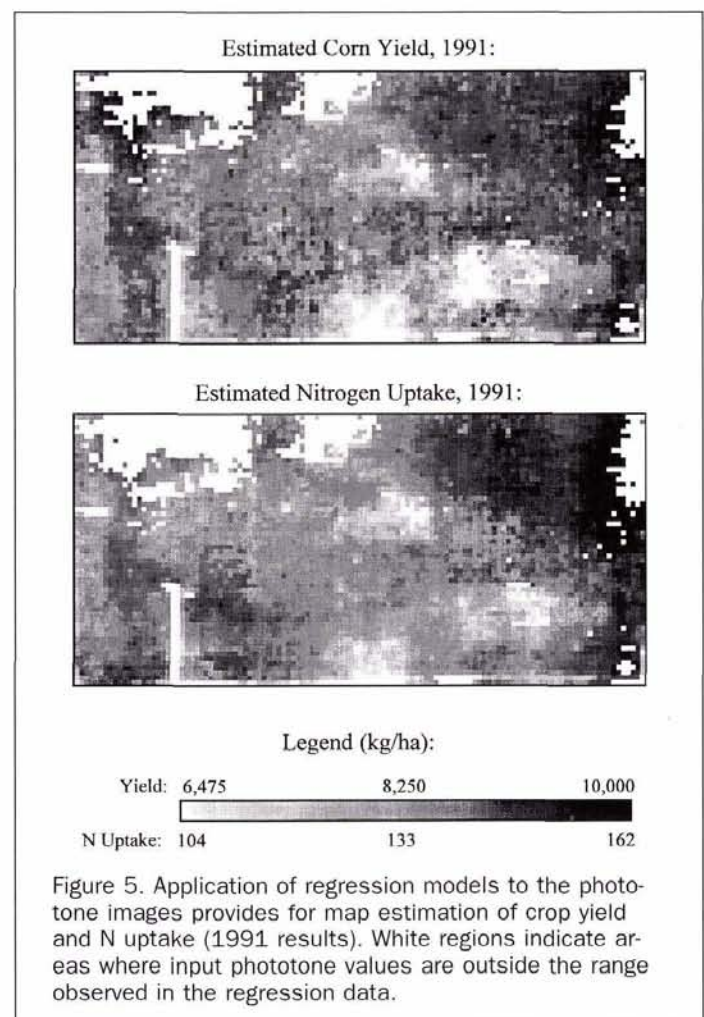 Estimated Corn Yield, 1991:
Estimated Nitrogen Uptake, 1991:
Legend (kg/ha):
Yield: 6,475 8,250 10,000
N Uptake: 104 133 162
Figure 5. Application of regression models to the photo-
tone images provides for map estimation of crop yield
and N uptake (1991 results). White regions indicate ar-
eas where input phototone values are outside the range
observed in the regression data.